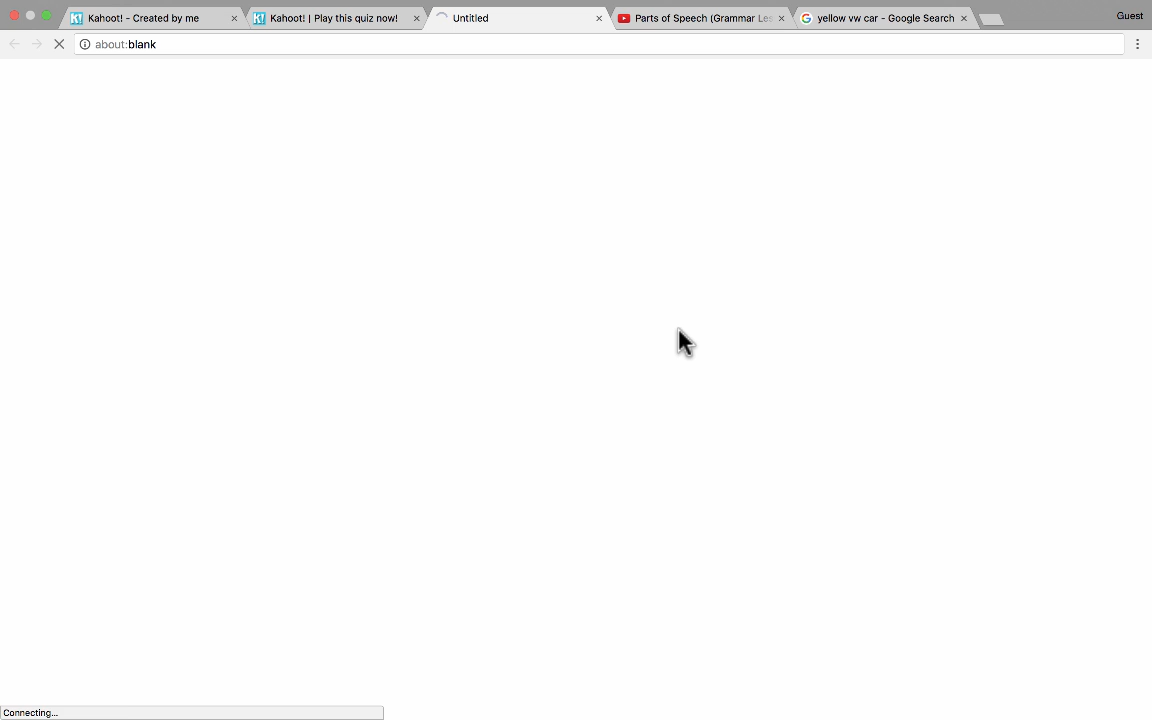 Kahoot! - Created by me
Kahoot! | Play this quiz now!
Untitled
Parts of Speech (Grammar Les
yellow vw car - Google Search
Guest
about:blank
Connecting...